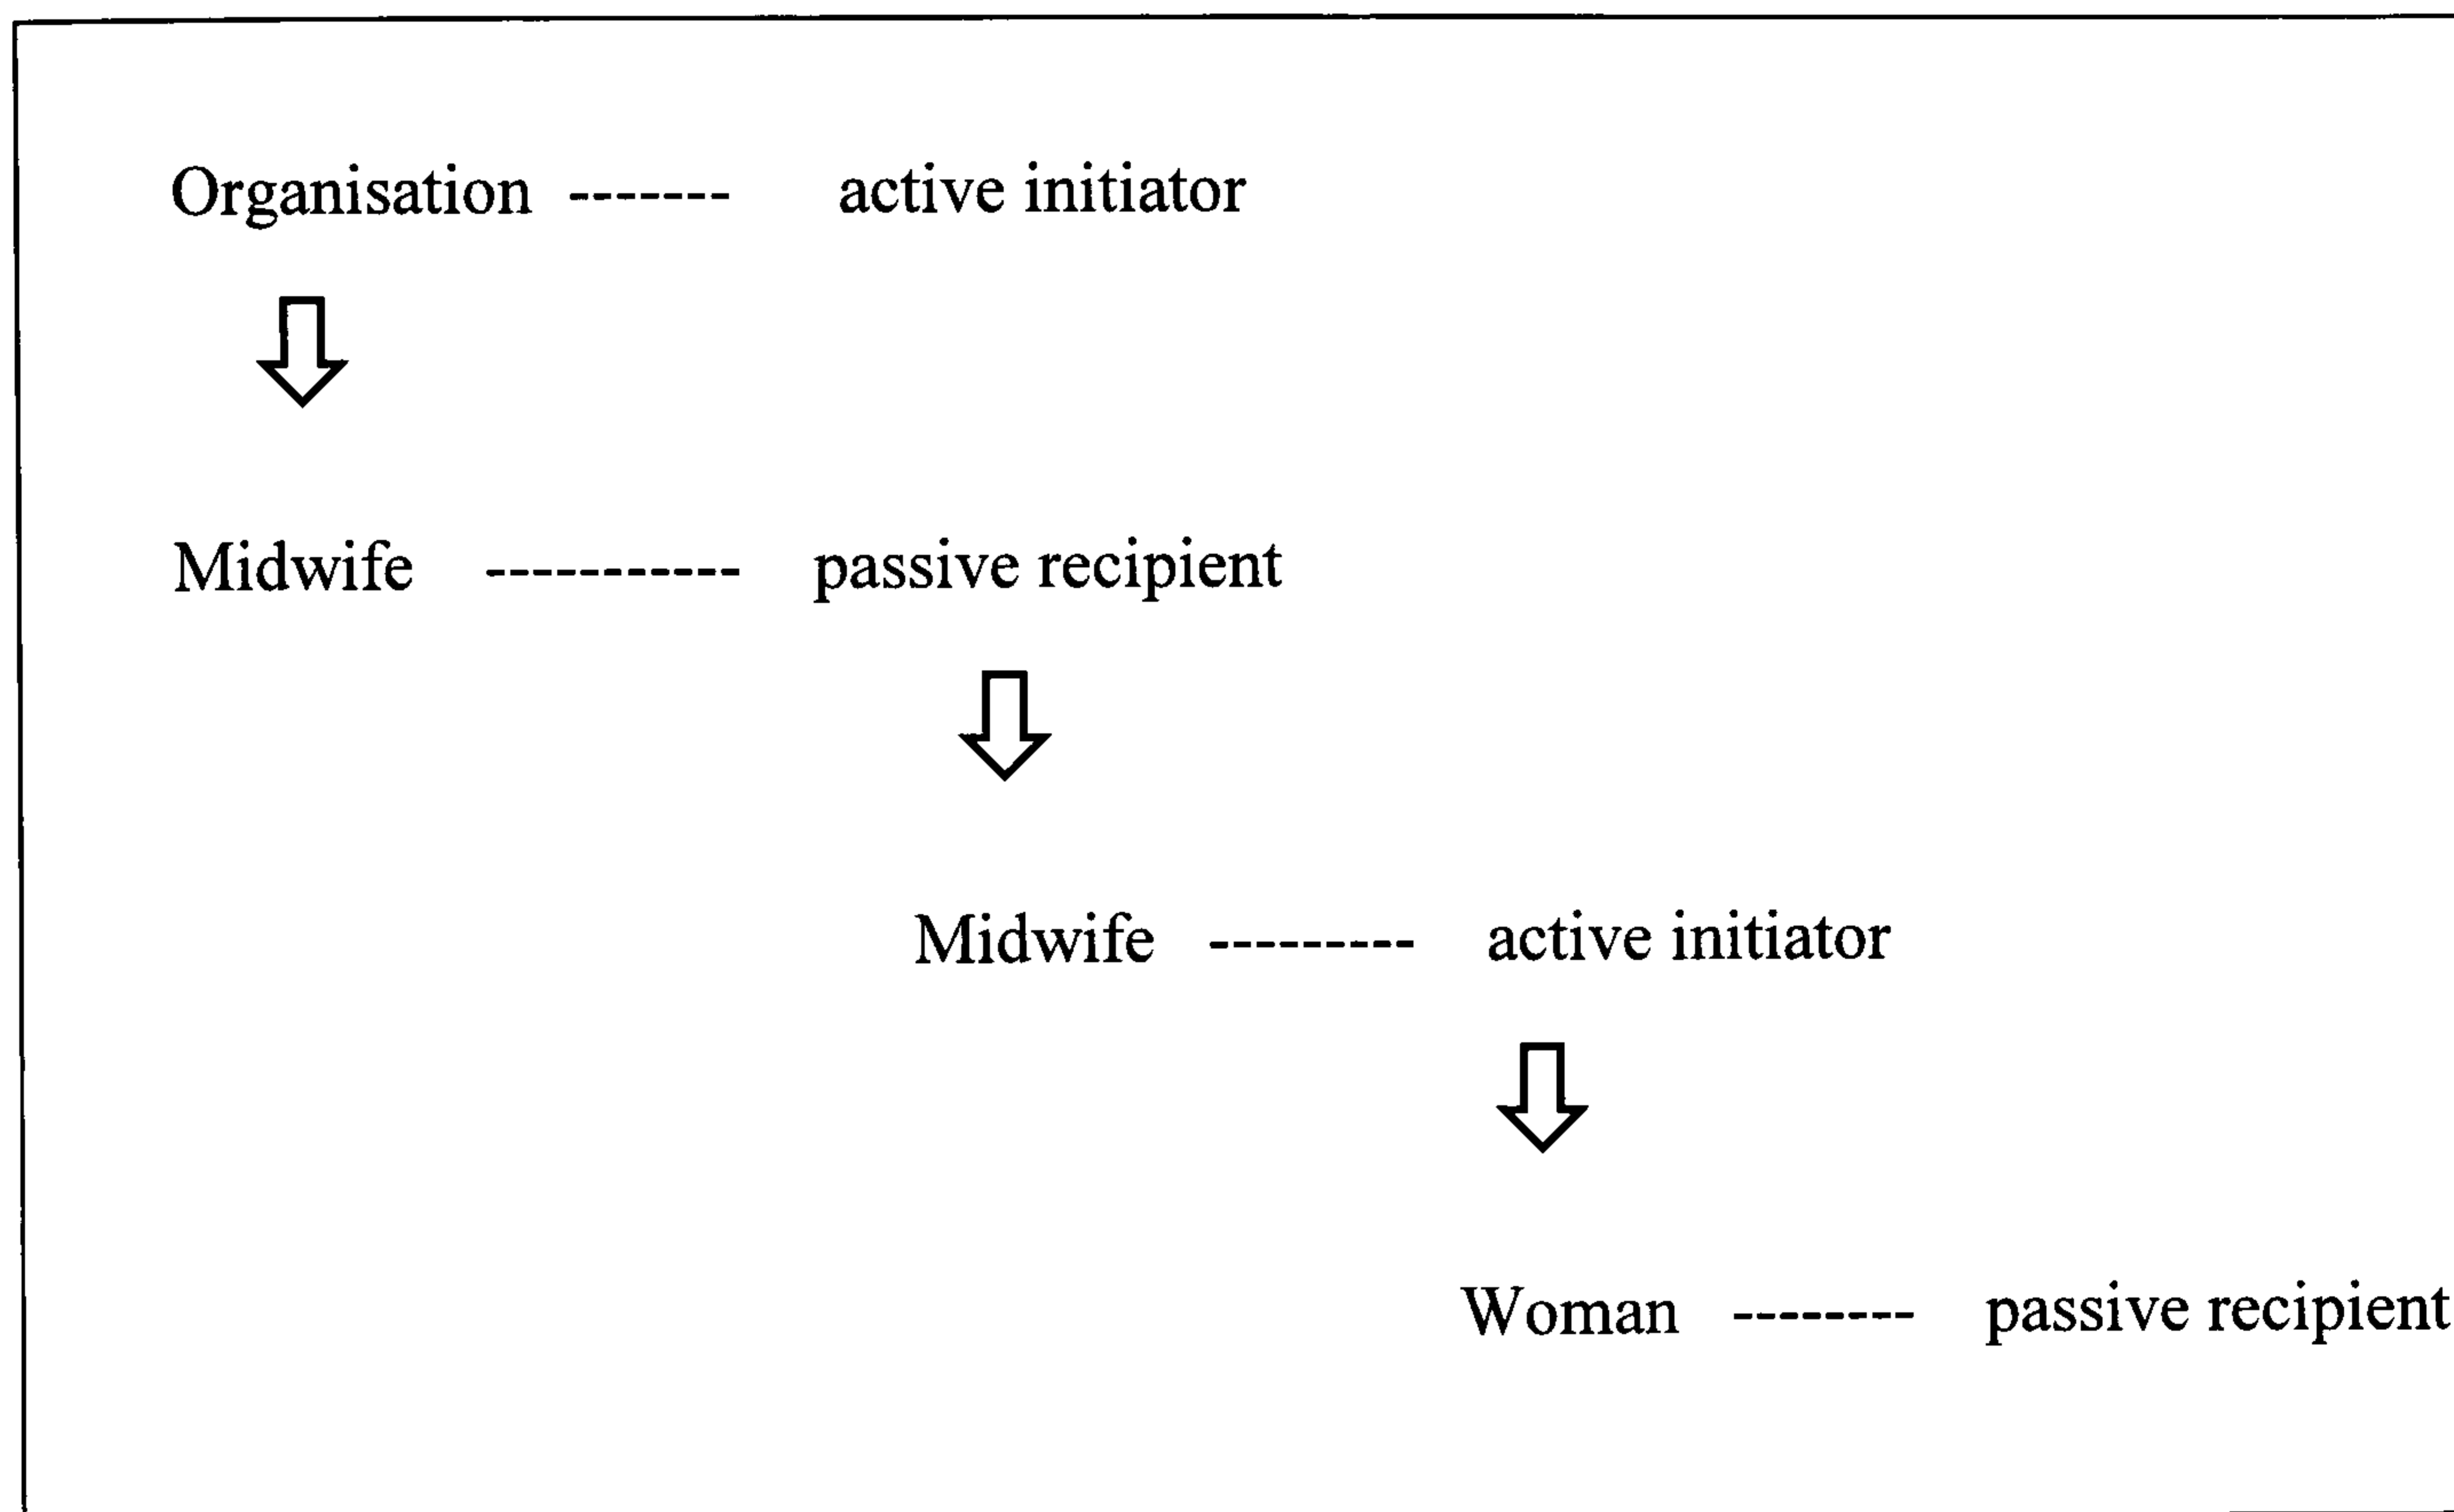 Organisation ------- active initiator
Midwife ----------- passive recipient
Midwife --------- active initiator
Woman -------- passive recipient